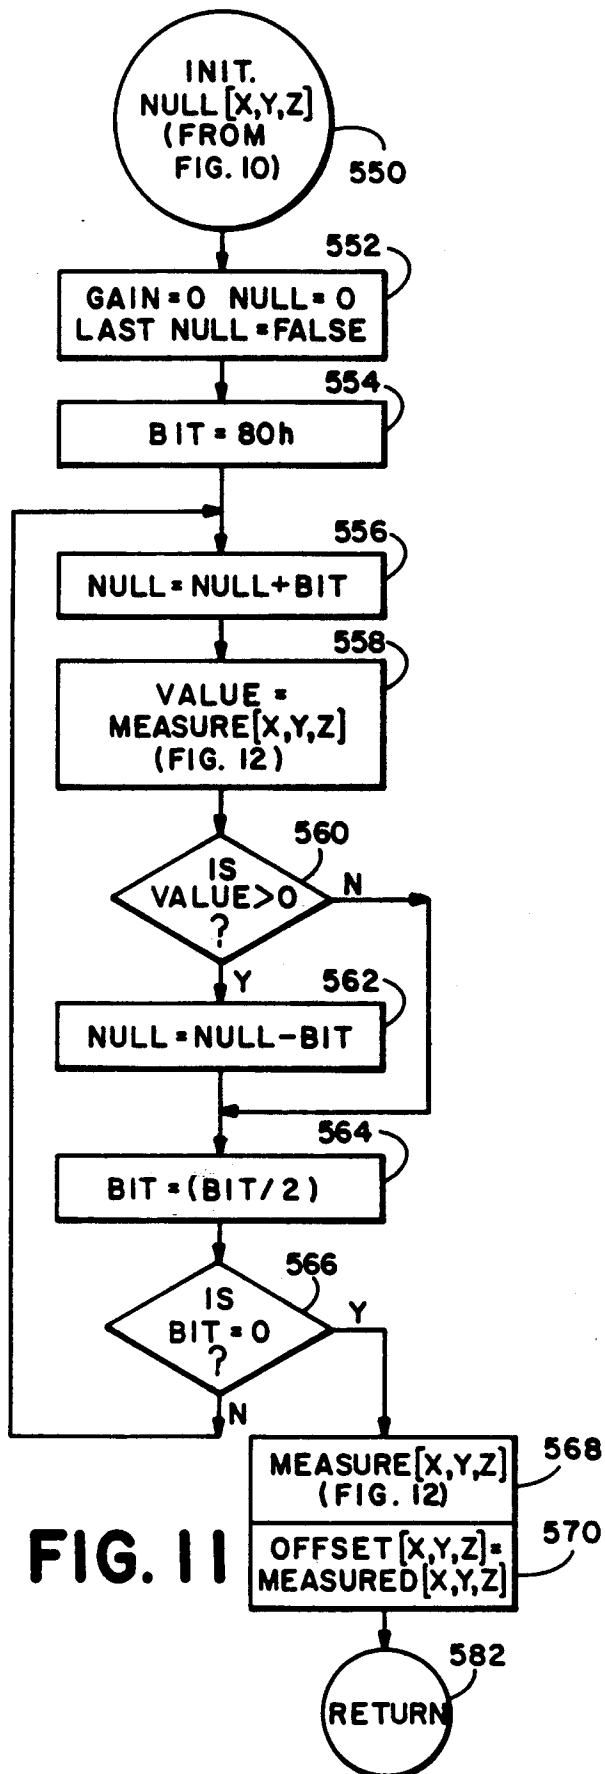 INIT.
NULL[X,Y,Z]
(FROM
FIG. 10)
550
552
GAIN=0 NULL=0
LAST NULL=FALSE
554
BIT=80h
556
NULL=NULL+BIT
558
VALUE=
MEASURE[X,Y,Z]
(FIG. 12)
560
IS
VALUE>0
?
N
Y
562
NULL=NULL-BIT
564
BIT=(BIT/2)
566
IS
BIT=0
?
Y
N
568
MEASURE[X,Y,Z]
(FIG. 12)
570
OFFSET[X,Y,Z]=
MEASURED[X,Y,Z]
FIG. 11
582
RETURN